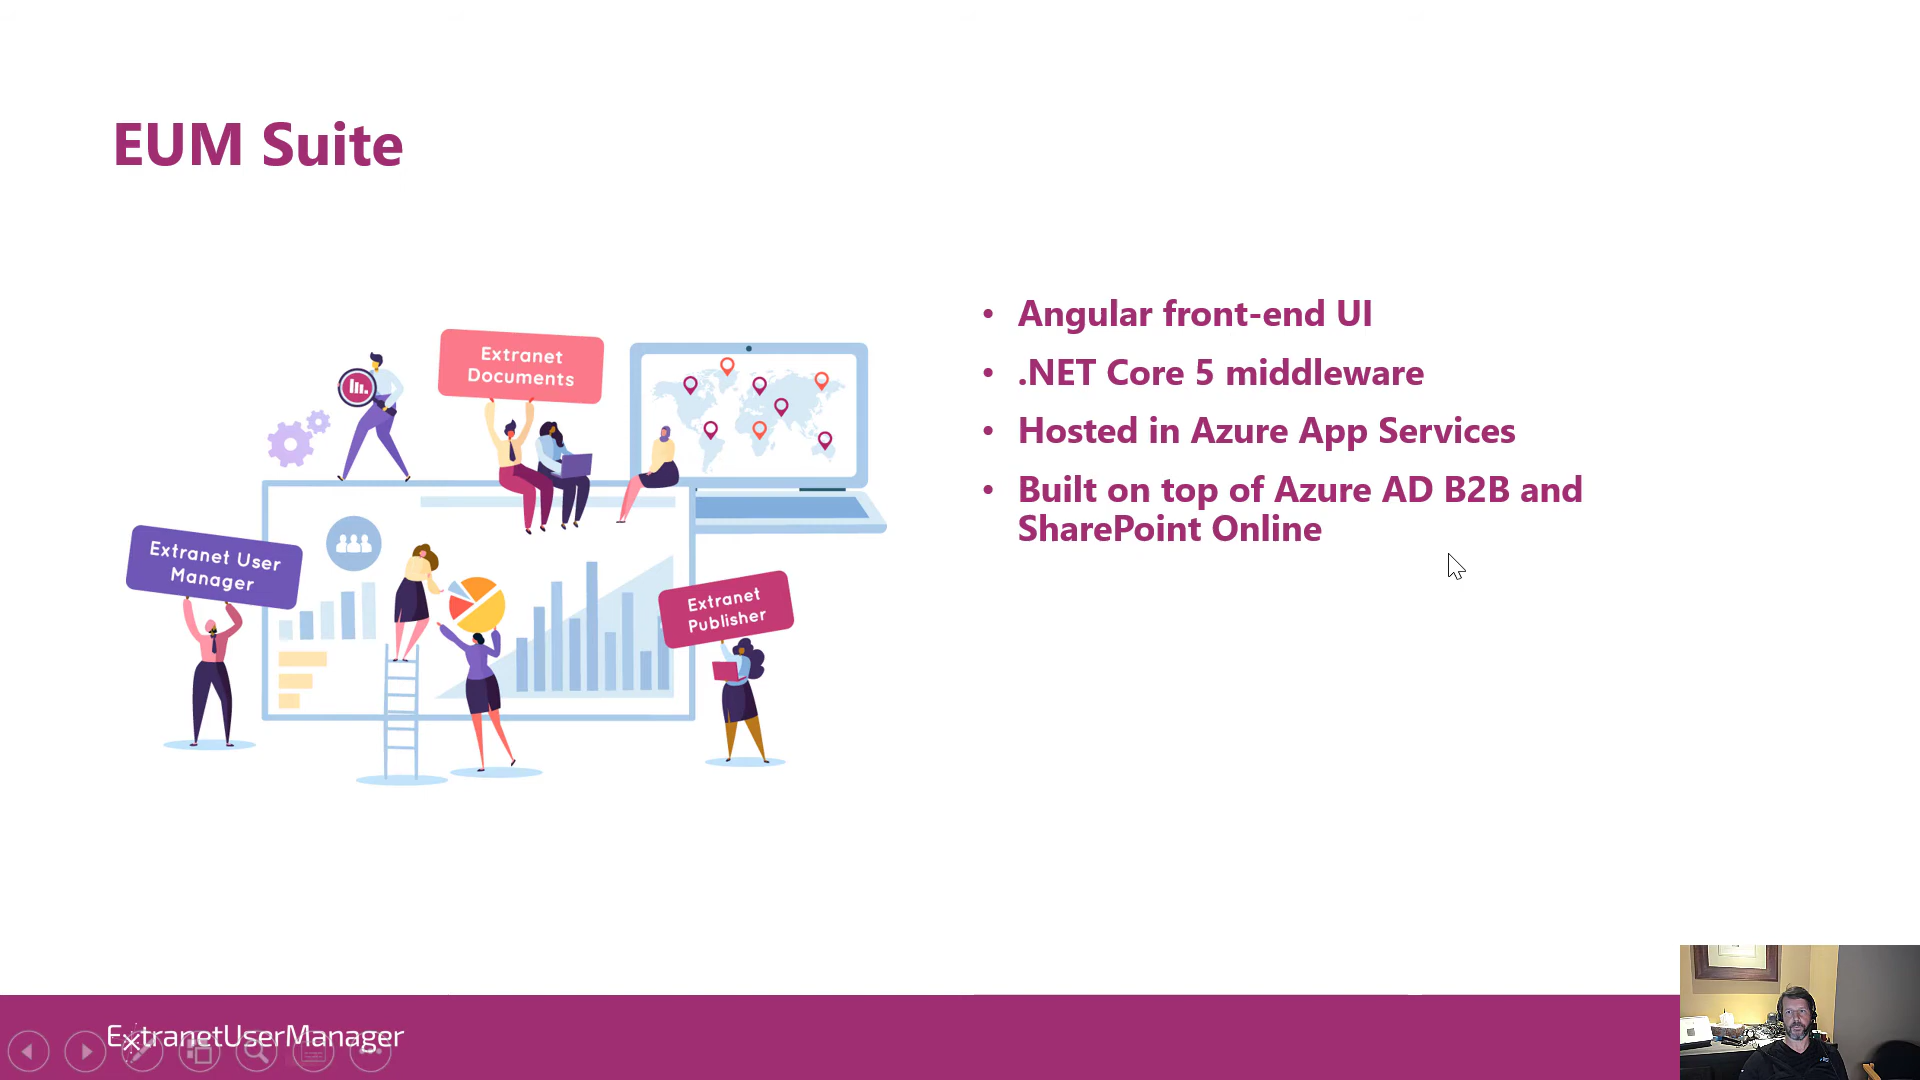 EUM Suite
Extranet
Documents
Extranet User
Manager
Extranet
Publisher
• Angular front-end UI
• .NET Core 5 middleware
• Hosted in Azure App Services
• Built on top of Azure AD B2B and
SharePoint Online
ExtranetUserManager